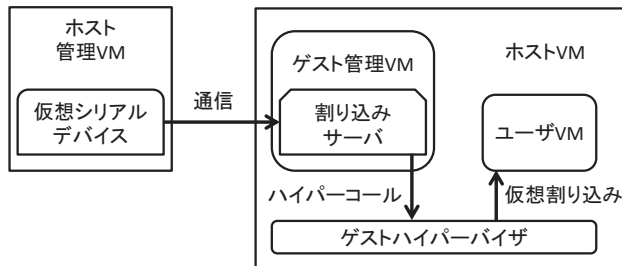 ホスト
管理VM
仮想シリアル
デバイス
通信
ゲスト管理VM
割り込み
サーバ
ホストVM
ユーザVM
ハイパーコール
仮想割り込み
ゲストハイパーバイザ